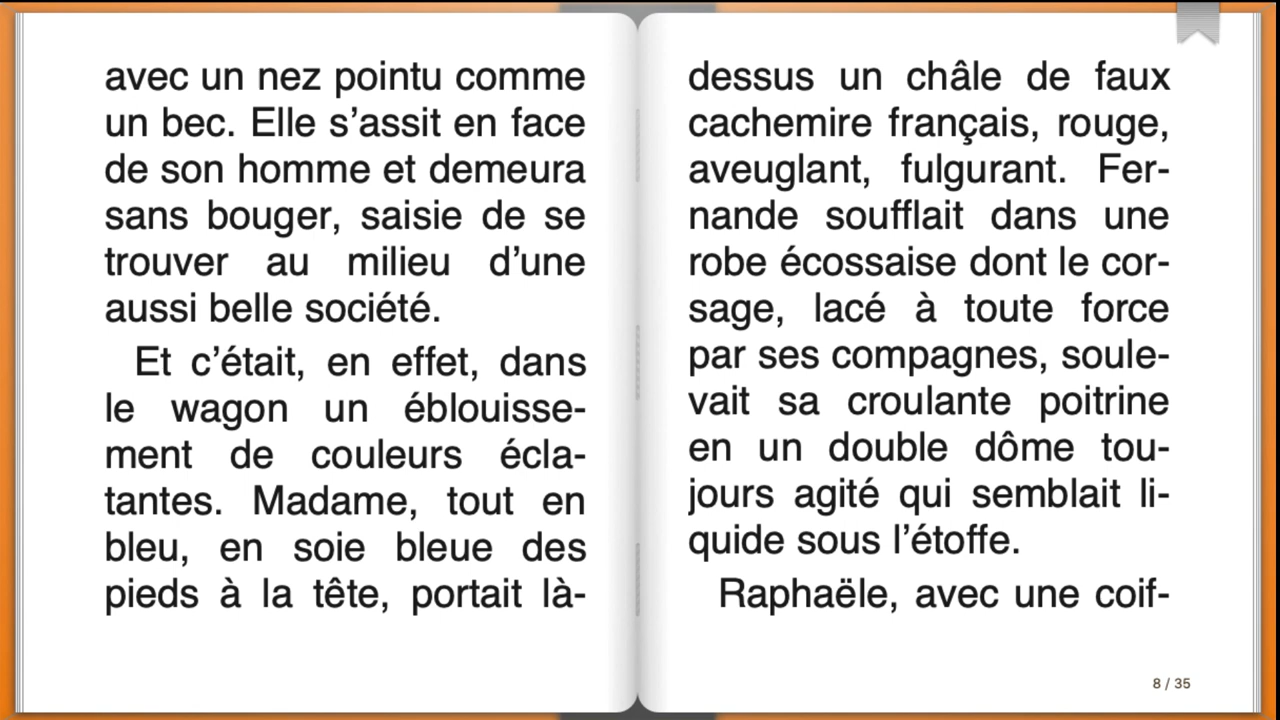 avec un nez pointu comme
un bec. Elle s’assit en face
de son homme et demeura
sans bouger, saisie de se
trouver au milieu d’une
aussi belle société.
Et c’était, en effet, dans
le wagon un éblouisse-
ment de couleurs écla-
tantes. Madame, tout en
bleu, en soie bleue des
pieds à la tête, portait là-
dessus un châle de faux
cachemire français, rouge,
aveuglant, fulgurant. Fer-
nande soufflait dans une
robe écossaise dont le cor-
sage, lacé à toute force
par ses compagnes, soule-
vait sa croulante poitrine
en un double dôme tou-
jours agité qui semblait li-
quide sous l’étoffe.
Raphaële, avec une coif-
8 / 35